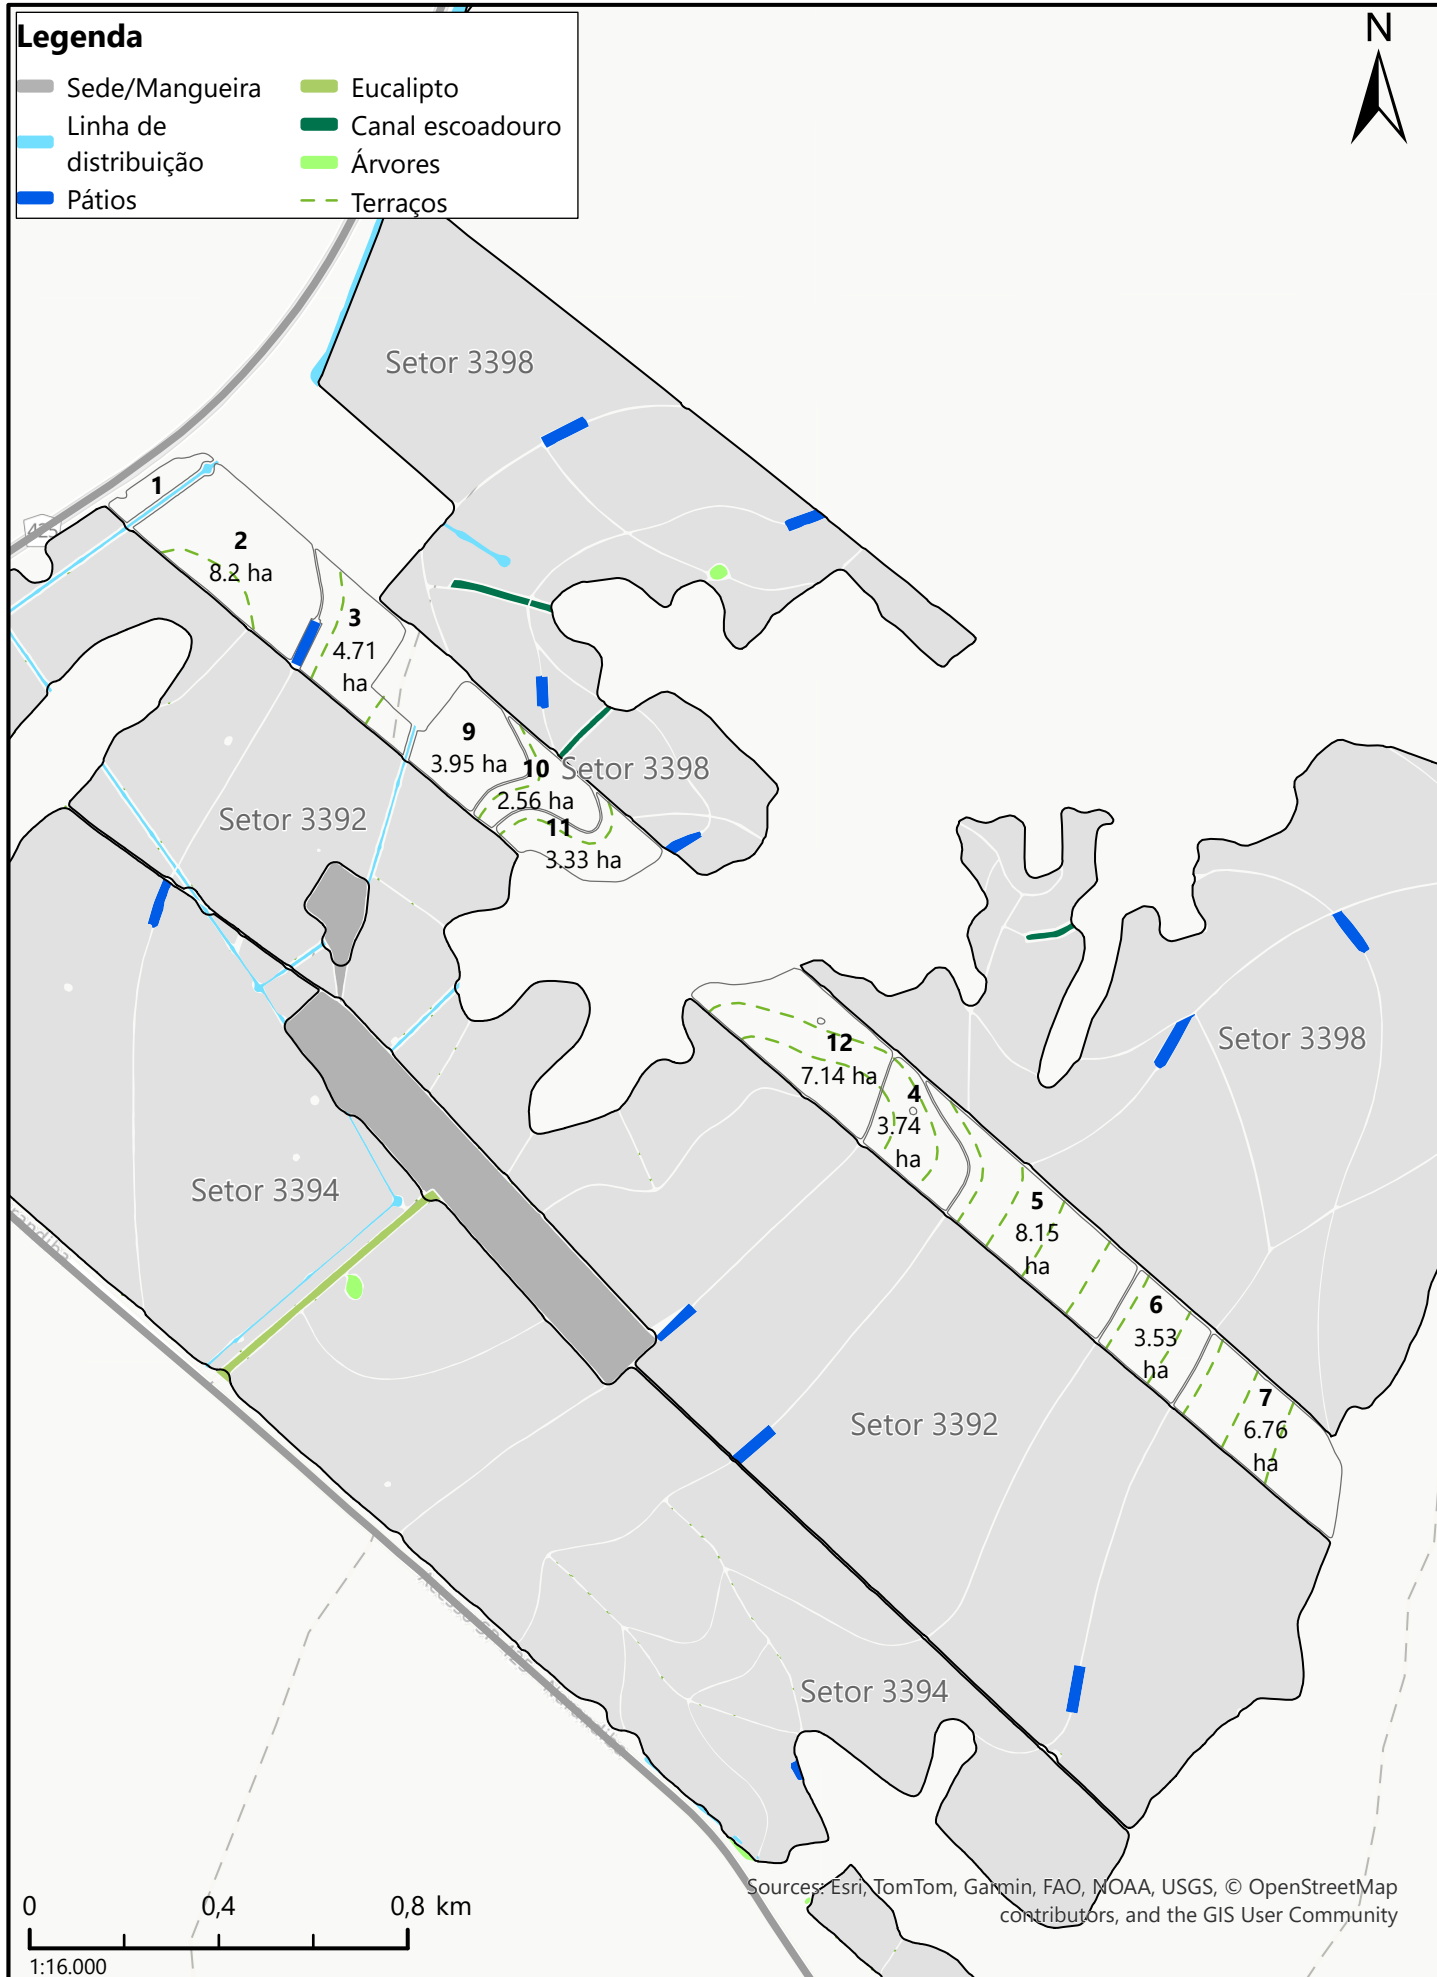 N
Legenda
Sede/Mangueira
Linha de
distribuição
Pátios
Eucalipto
Canal escoadouro
Árvores
Terraços
Setor 3398
425
1
2
8.2 ha
3
4.71
ha
9
3.95 ha
10
2.56 ha
11
3.33 ha
Setor 3398
Setor 3392
12
7.14 ha
4
3.74
ha
Setor 3398
5
8.15
ha
Setor 3394
6
3.53
ha
7
6.76
ha
Setor 3392
Setor 3394
0 0,4 0,8 km
1:16.000
Sources: Esri, TomTom, Garmin, FAO, NOAA, USGS, © OpenStreetMap
contributors, and the GIS User Community